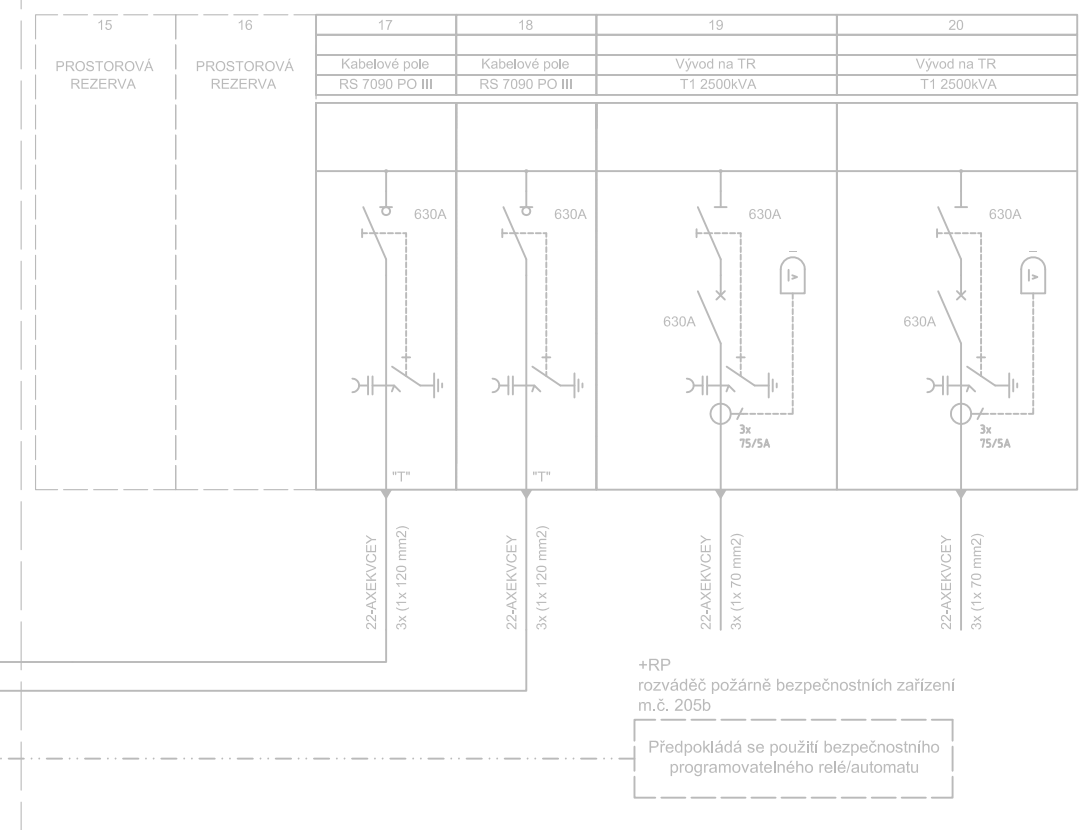 15
16
17
18
19
20
PROSTOROVÁ
REZERVA
PROSTOROVÁ
REZERVA
Kabelové pole
RS 7090 PO III
Kabelové pole
RS 7090 PO III
Vývod na TR
T1 2500kVA
Vývod na TR
T1 2500kVA
630A
630A
630A
630A
I>
I>
630A
630A
3x
75/5A
3x
75/5A
"T"
"T"
22-AXEKVCEY
3x (1x 120 mm2)
22-AXEKVCEY
3x (1x 120 mm2)
22-AXEKVCEY
3x (1x 70 mm2)
22-AXEKVCEY
3x (1x 70 mm2)
+RP
rozváděč požárně bezpečnostních zařízení
m.č. 205b
Předpokládá se použití bezpečnostního
programovatelného relé/automatu